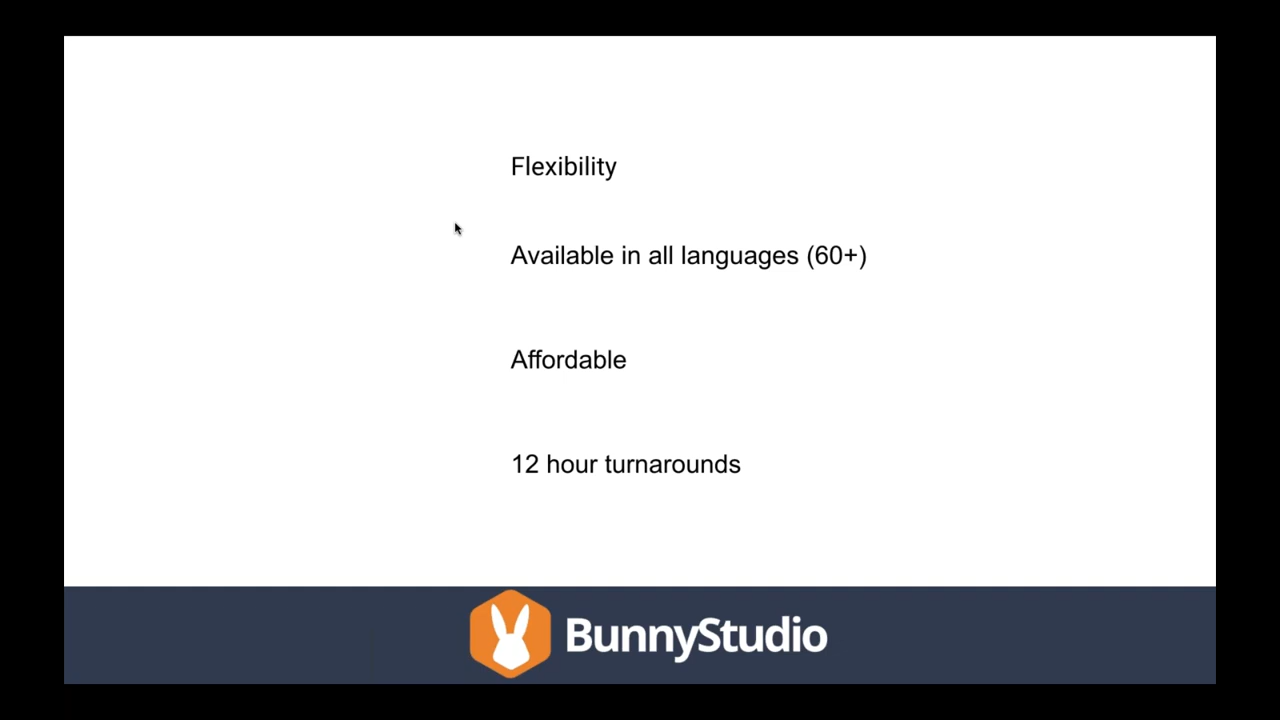 Flexibility
Available in all languages (60+)
Affordable
12 hour turnarounds
BunnyStudio